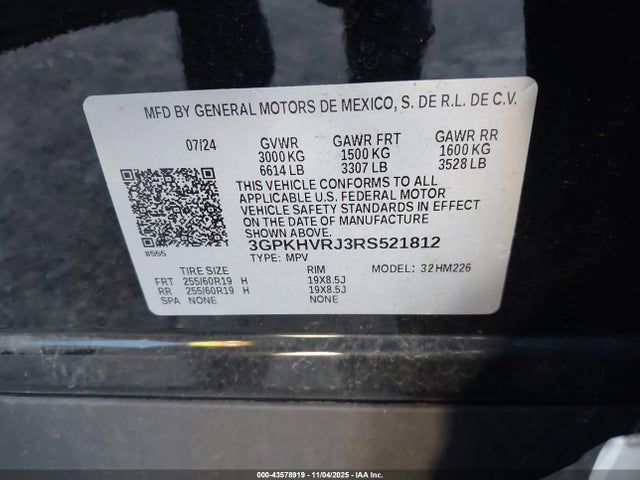 MFD BY GENERAL MOTORS DE MEXICO, S. DE R.L. DE C.V.
07/24 GVWR GAWR FRT GAWR RR
3000 KG 1500 KG 1600 KG
6614 LB 3307 LB 3528 LB
THIS VEHICLE CONFORMS TO ALL
APPLICABLE U.S. FEDERAL MOTOR
VEHICLE SAFETY STANDARDS IN EFFECT
ON THE DATE OF MANUFACTURE
SHOWN ABOVE.
3GPKHVRJ3RS521812
8555 TYPE: MPV MODEL: 32HM226
TIRE SIZE RIM
FRT 255/60R19 H 19X8.5J
RR 255/60R19 H 19X8.5J
SPA NONE NONE
000-43578919 - 11/04/2025 - IAA Inc.